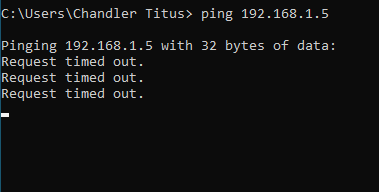 C:\Users\Chandler Titus> ping 192.168.1.5
Pinging 192.168.1.5 with 32 bytes of data:
Request timed out.
Request timed out.
Request timed out.